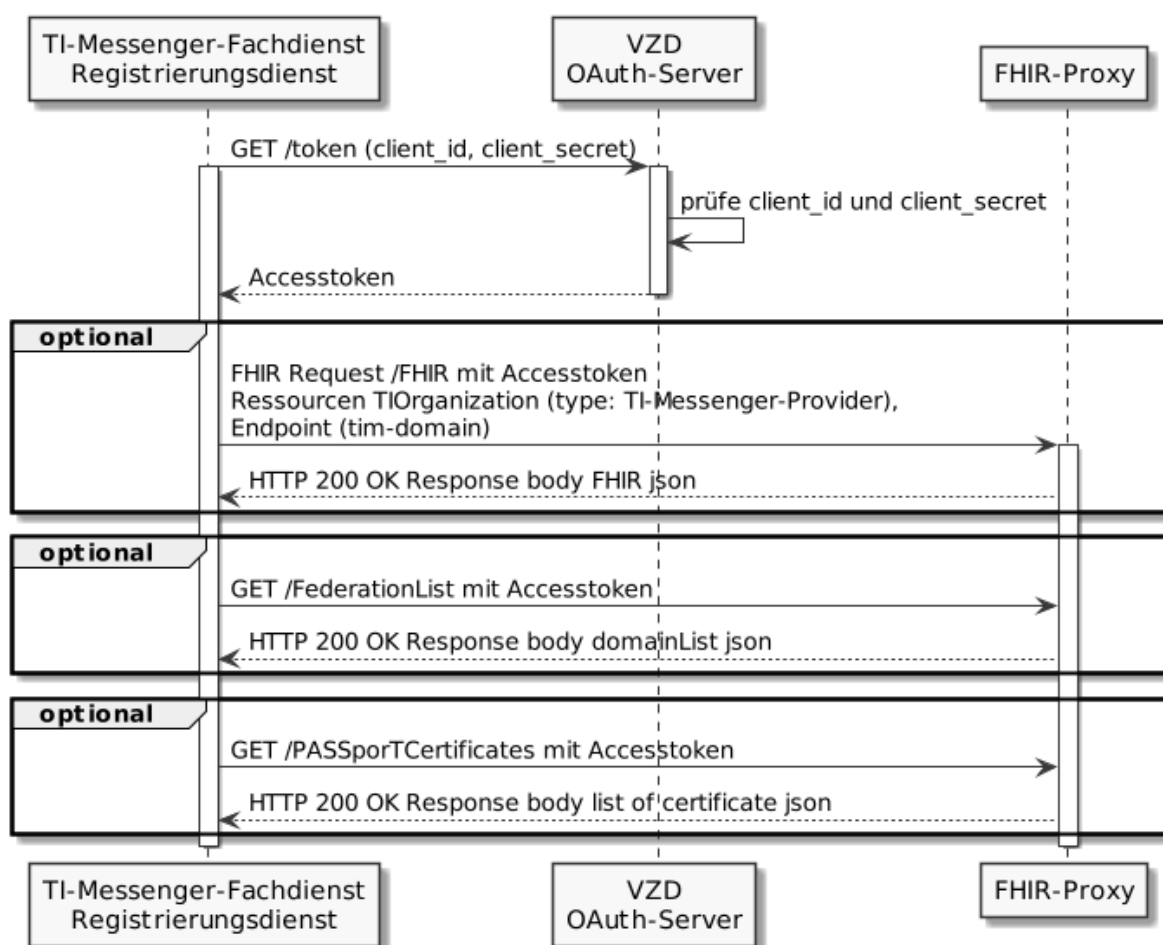 TI-Messenger-Fachdienst
Registrierungsdienst
VZD
OAuth-Server
FHIR-Proxy
GET /token (client_id, client_secret)
prüfe client_id und client_secret
Accesstoken
optional
FHIR Request /FHIR mit Accesstoken
Ressourcen TIOrganization (type: TI-Messenger-Provider),
Endpoint (tim-domain)
HTTP 200 OK Response body FHIR json
optional
GET /FederationList mit Accesstoken
HTTP 200 OK Response body domainList json
optional
GET /PASSporTCertificates mit Accesstoken
HTTP 200 OK Response body list of certificate json
TI-Messenger-Fachdienst
Registrierungsdienst
VZD
OAuth-Server
FHIR-Proxy